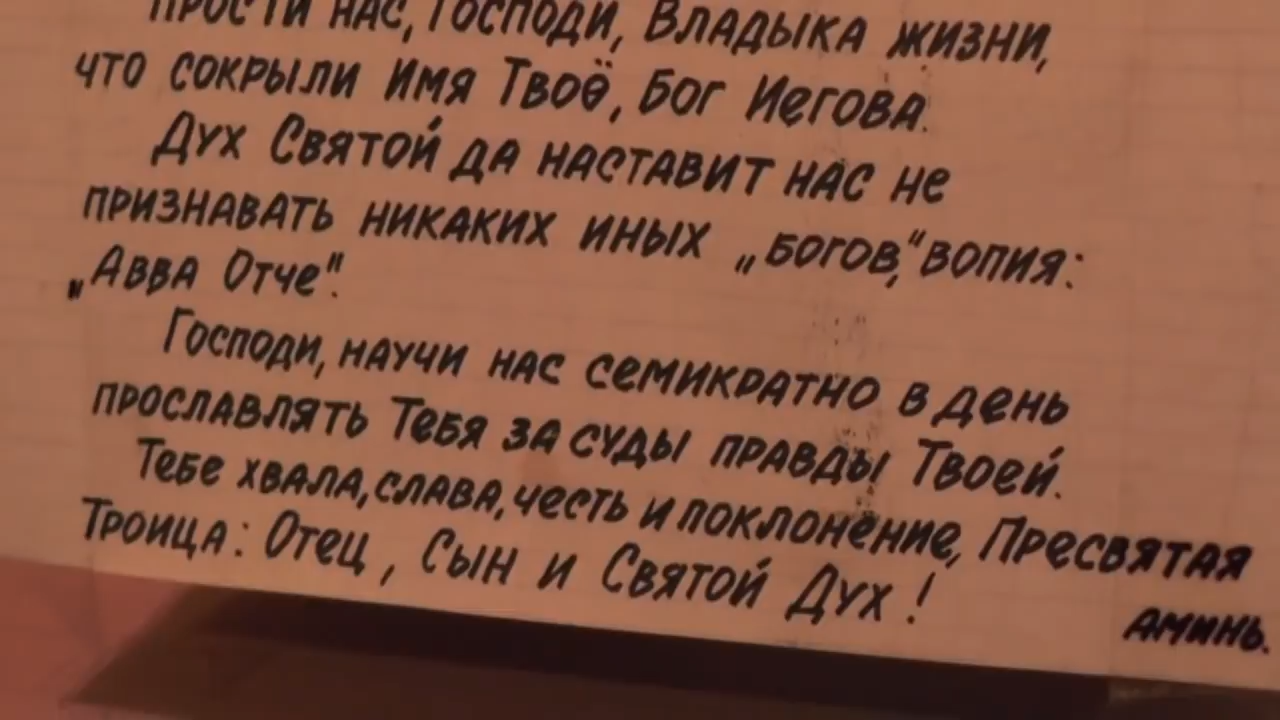 Прости нас, Господи, Владыка жизни,
что сокрыли имя Твоё, Бог Иегова.
Дух Святой да наставит нас не
признавать никаких иных „богов,“ вопия:
„Авва Отче".
Господи, научи нас семикратно в день
прославлять Тебя за суды правды Твоей.
Тебе хвала, слава, честь и поклонение, Пресвятая
Троица: Отец, Сын и Святой Дух!
аминь.